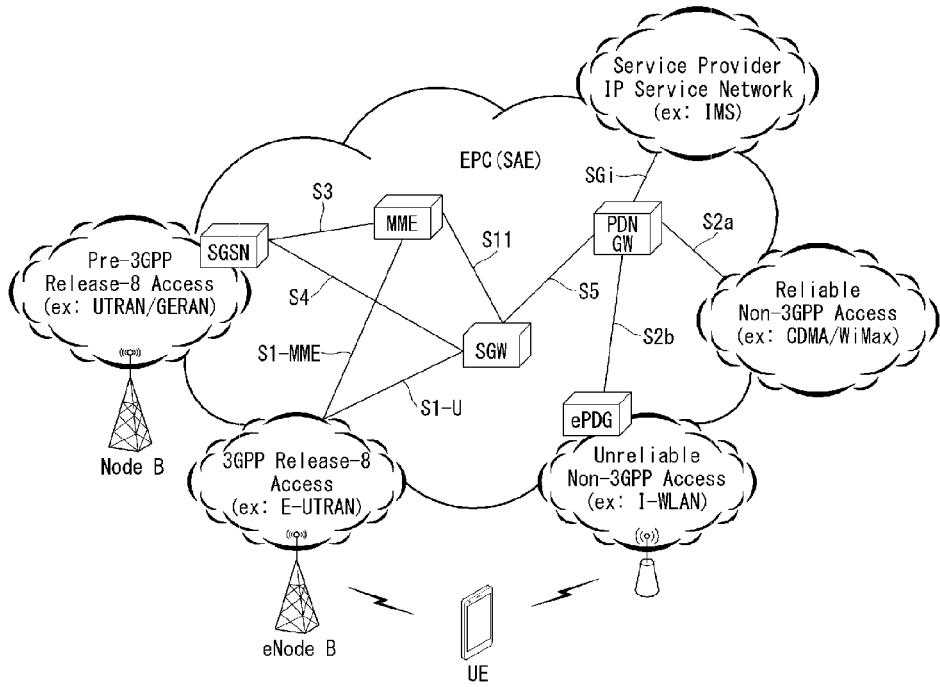 Service Provider
IP Service Network
(ex: IMS)
EPC(SAE)
SGi
S3
MME
PDN
GW
S2a
SGSN
S11
Pre-3GPP
Release-8 Access
(ex: UTRAN/GERAN)
S4
S5
Reliable
Non-3GPP Access
(ex: CDMA/WiMax)
S1-MME
SGW
S2b
S1-U
ePDG
Node B
3GPP Release-8
Access
(ex: E-UTRAN)
Unreliable
Non-3GPP Access
(ex: I-WLAN)
eNode B
UE